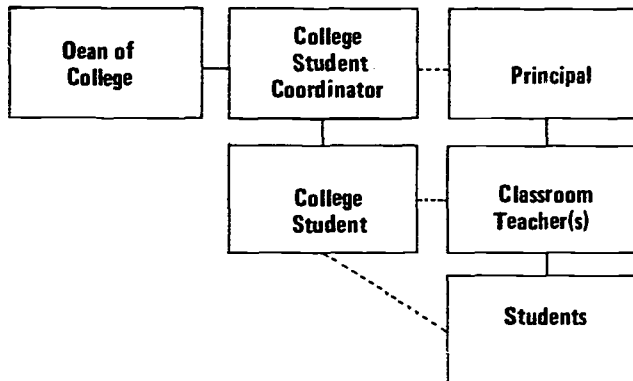 Oean of
College
College
Student
Coordinator
Principal
College
Student
Classroom
Teacher(s)
Students